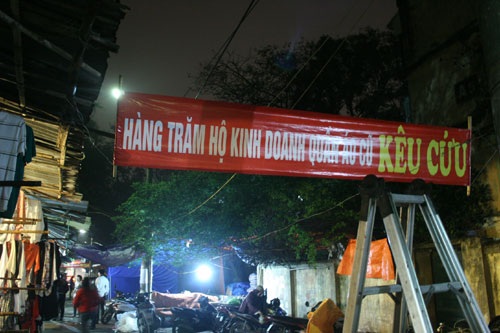 HÀNG TRĂM HỘ KINH DOANH QUẦN ÁO CŨ KÊU CỨU